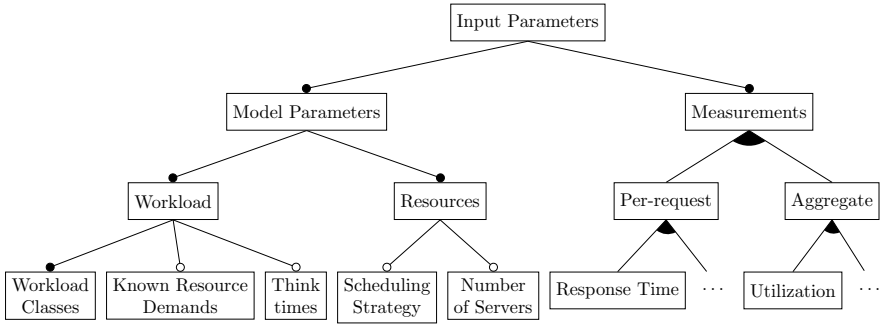 Input Parameters
Model Parameters
Measurements
Workload
Resources
Per-request
Aggregate
Workload
Classes
Known Resource
Demands
Think
times
Scheduling
Strategy
Number
of Servers
Response Time
...
Utilization
...